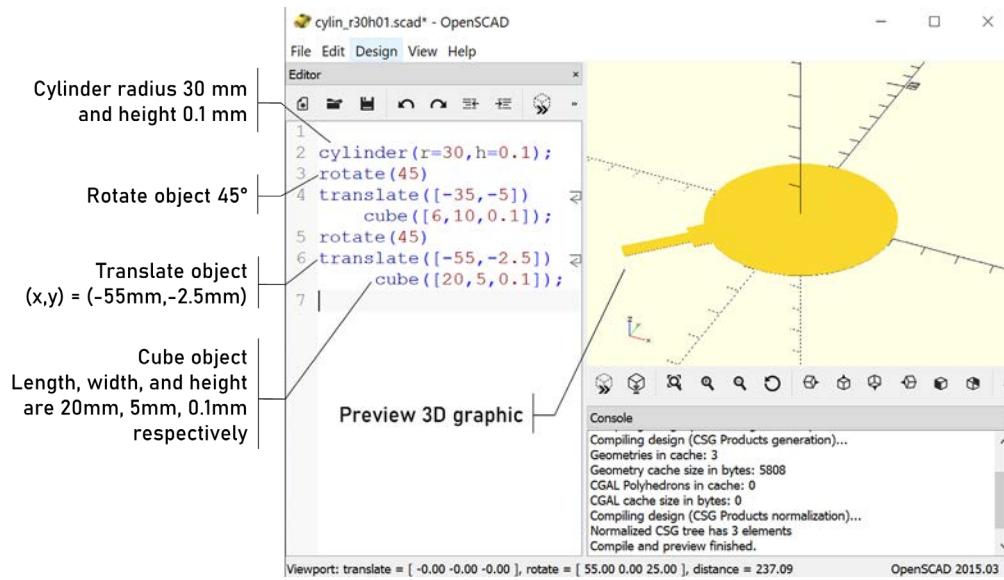 cylin_r30h01.scad* - OpenSCAD
File Edit Design View Help
Editor
Cylinder radius 30 mm
and height 0.1 mm
Rotate object 45°
Translate object
(x,y) = (-55mm,-2.5mm)
Cube object
Length, width, and height
are 20mm, 5mm, 0.1mm
respectively
1
2 cylinder(r=30,h=0.1);
3 rotate(45)
4 translate([-35,-5])
cube([6,10,0.1]);
5 rotate(45)
6 translate([-55,-2.5])
cube([20,5,0.1]);
7
Preview 3D graphic
z
y
x
Console
Compiling design (CSG Products generation)...
Geometries in cache: 3
Geometry cache size in bytes: 5808
CGAL Polyhedrons in cache: 0
CGAL cache size in bytes: 0
Compiling design (CSG Products normalization)...
Normalized CSG tree has 3 elements
Compile and preview finished.
Viewport: translate = [ -0.00 -0.00 -0.00 ], rotate = [ 55.00 0.00 25.00 ], distance = 237.09
OpenSCAD 2015.03